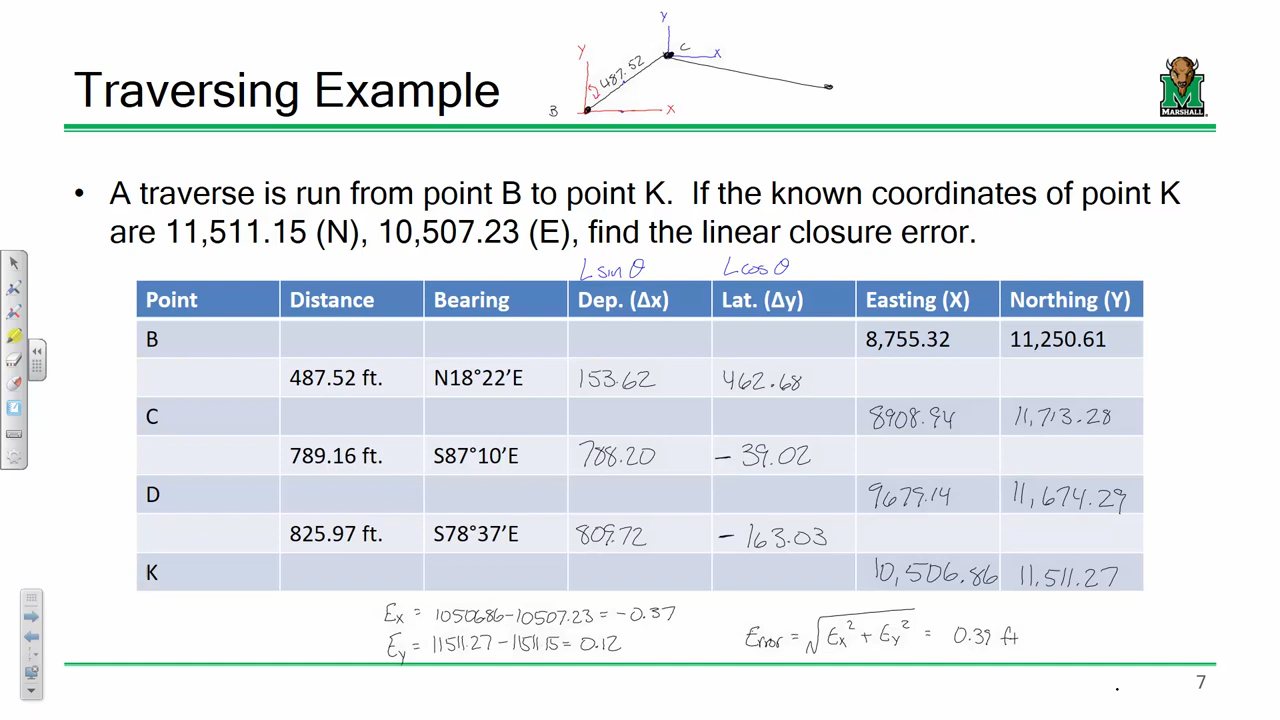 y
C
x
Traversing Example
y
487.52
B
x
MARSHALL
• A traverse is run from point B to point K. If the known coordinates of point K
are 11,511.15 (N), 10,507.23 (E), find the linear closure error.
L sin θ L cos θ
Point Distance Bearing Dep. (Δx) Lat. (Δy) Easting (X) Northing (Y)
B 8,755.32 11,250.61
487.52 ft. N18°22’E 153.62 462.68
C 8908.94 11,713.28
789.16 ft. S87°10’E 788.20 - 39.02
D 9679.14 11,674.29
825.97 ft. S78°37’E 809.72 - 163.03
K 10,506.86 11,511.27
Ex = 1050686-10507.23 = -0.37
Ey = 11511.27-1151115 = 0.12
Error = √Ex² + Ey² = 0.39 ft
7